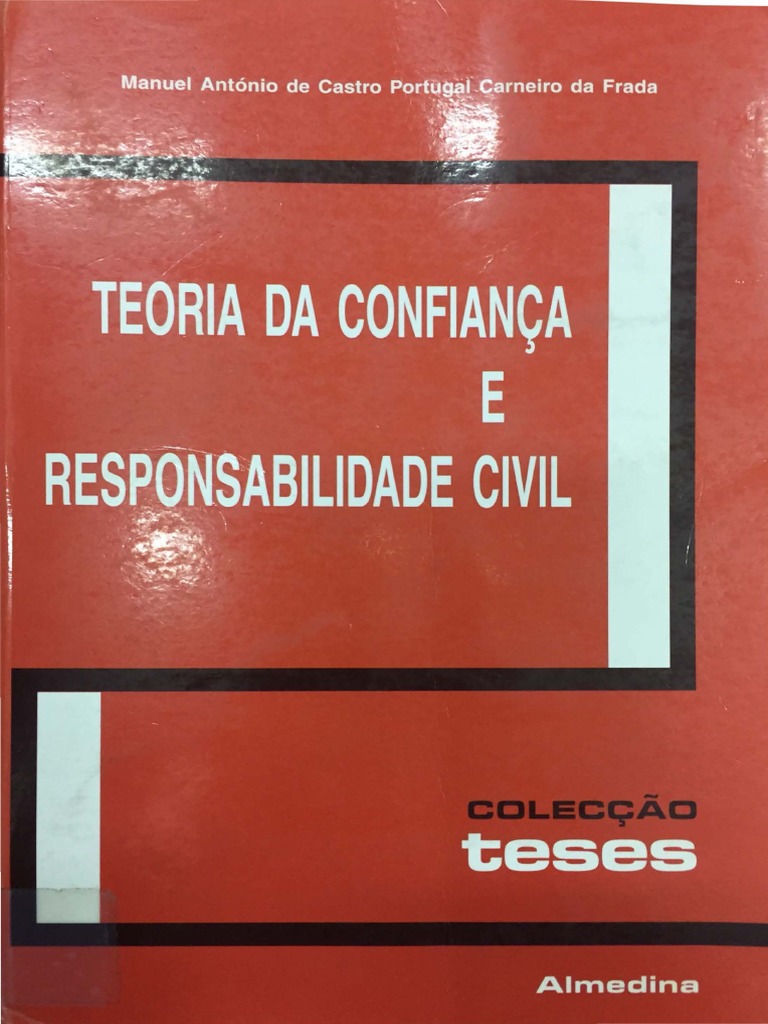 Manuel António de Castro Portugal Carneiro da Frada
TEORIA DA CONFIANÇA
E
RESPONSABILIDADE CIVIL
COLECÇÃO
teses
Almedina